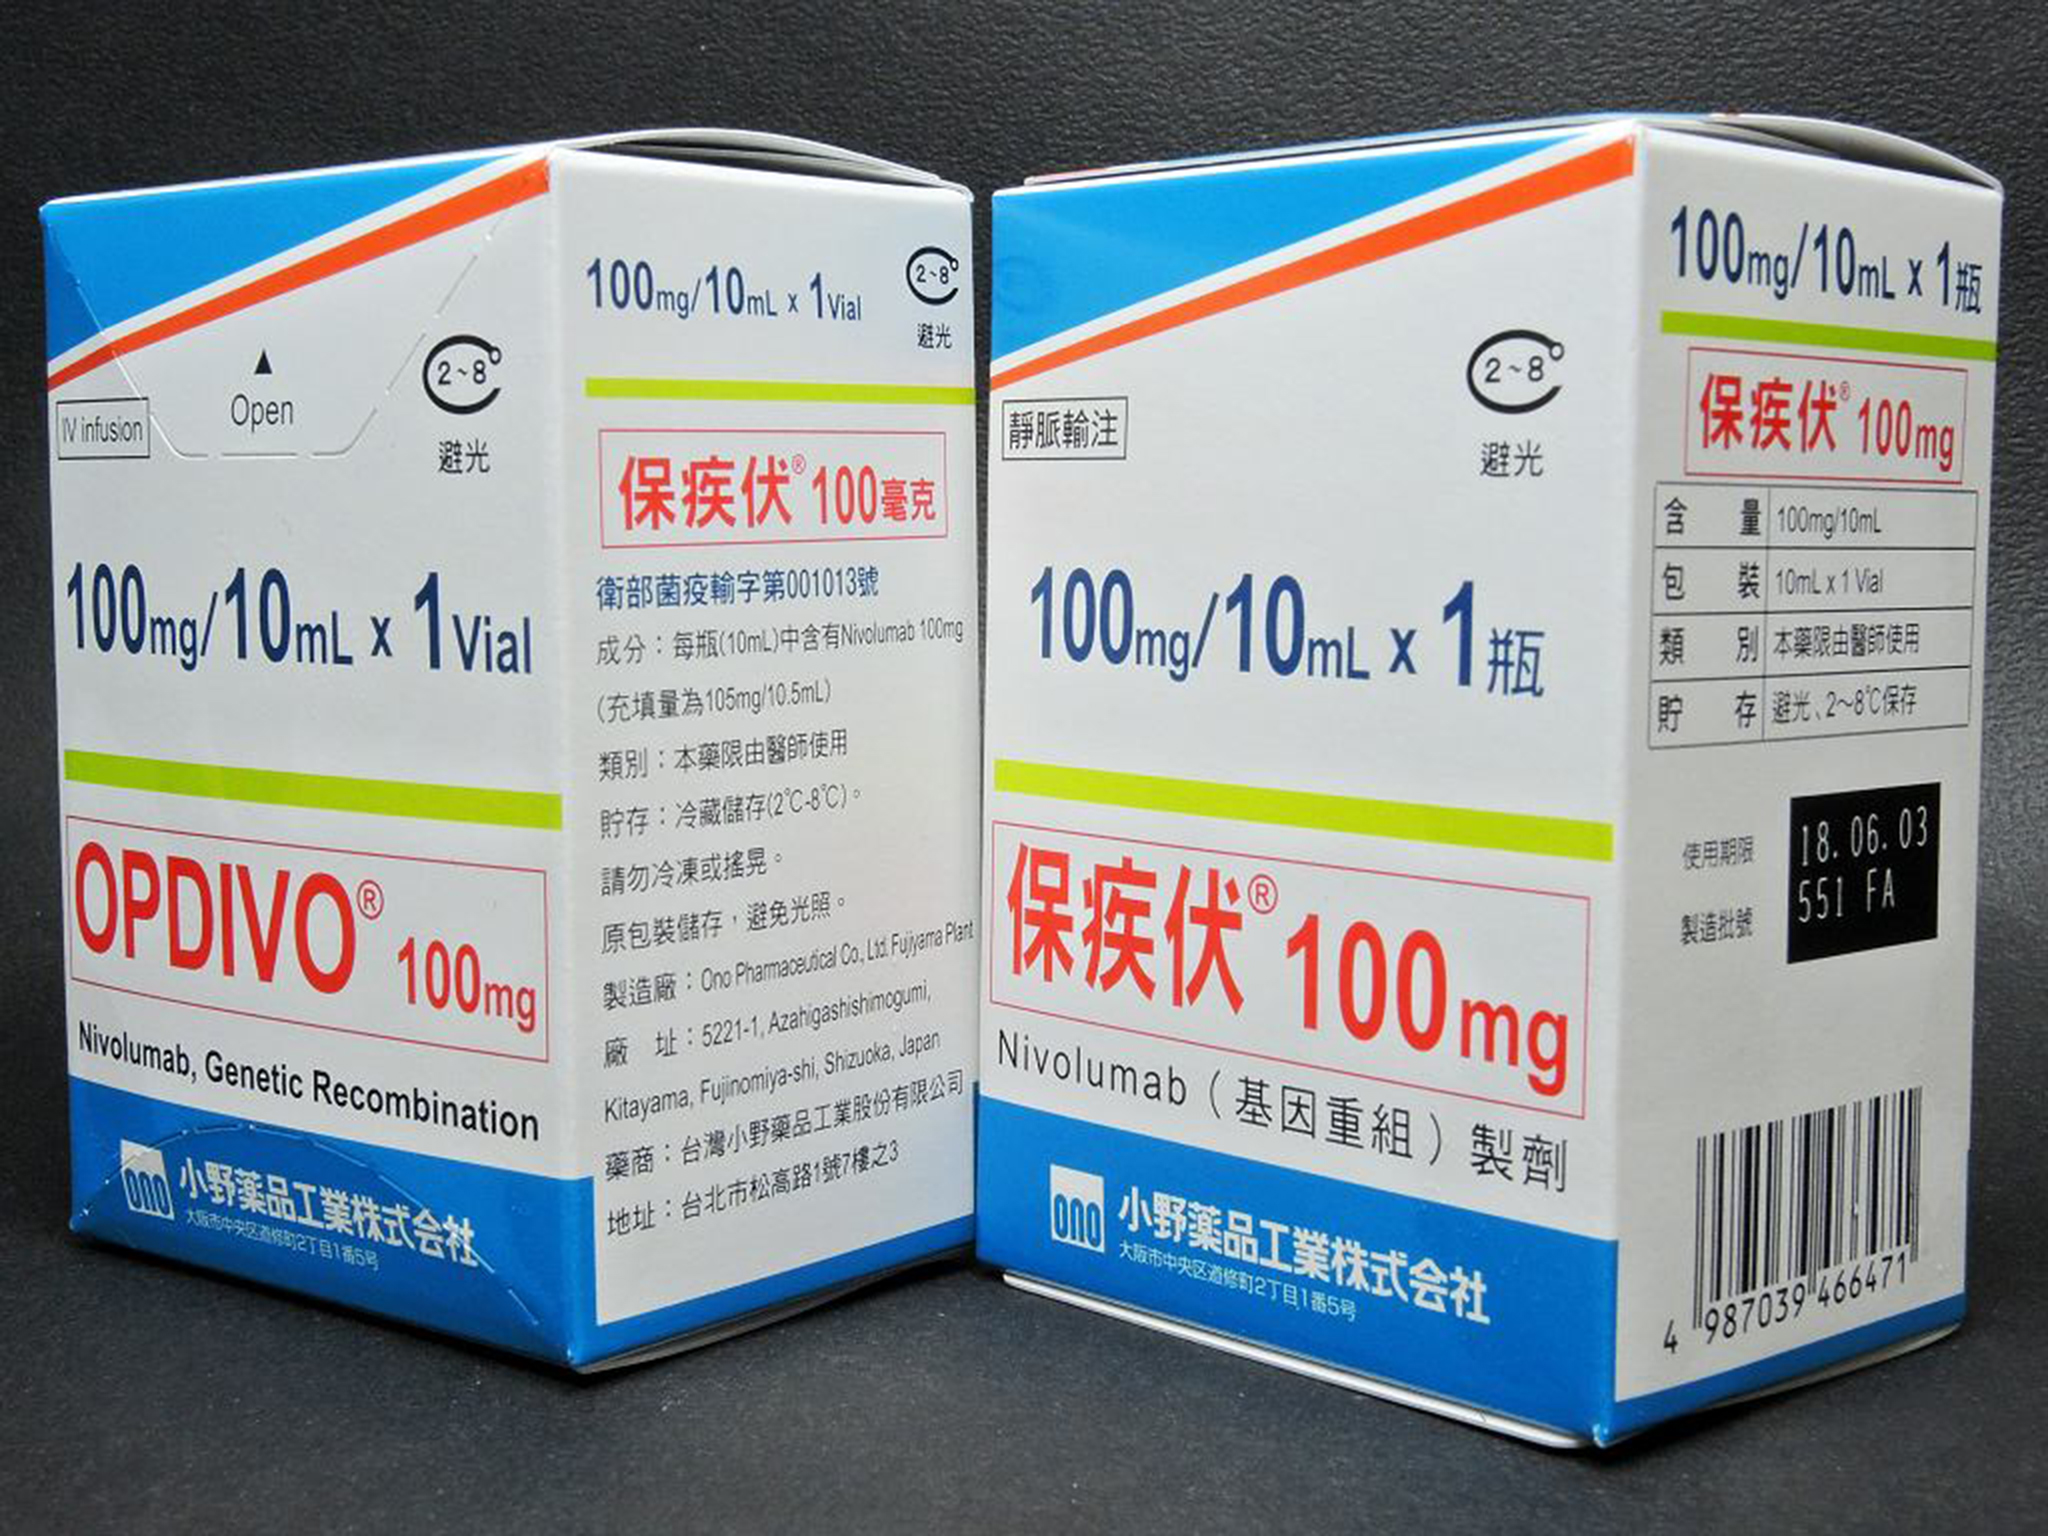 2~8°
避光
Open
IV infusion
100mg/10mL x 1Vial
OPDIVO® 100mg
Nivolumab, Genetic Recombination
ono 小野薬品工業株式会社
大阪市中央区道修町2丁目1番5号
100mg/10mL x 1Vial
2~8°
避光
保疾伏® 100毫克
衛部菌疫輸字第001013號
成分：每瓶(10mL)中含有Nivolumab 100mg
(充填量為105mg/10.5mL)
類別：本藥限由醫師使用
貯存：冷藏儲存(2℃-8℃)。
請勿冷凍或搖晃。
原包裝儲存，避免光照。
製造廠：Ono Pharmaceutical Co., Ltd. Fujiyama Plant
廠 址：5221-1, Azahigashishimogumi,
Kitayama, Fujinomiya-shi, Shizuoka, Japan
藥商：台灣小野藥品工業股份有限公司
地址：台北市松高路1號7樓之3
2~8°
避光
靜脈輸注
100mg/10mL x 1瓶
保疾伏® 100mg
Nivolumab（基因重組）製劑
ono 小野薬品工業株式会社
大阪市中央区道修町2丁目1番5号
100mg/10mL x 1瓶
保疾伏® 100mg
含 量 100mg/10mL
包 裝 10mL x 1 Vial
類 別 本藥限由醫師使用
貯 存 避光、2～8℃保存
使用期限 18.06.03
製造批號 551 FA
4 987039 466471